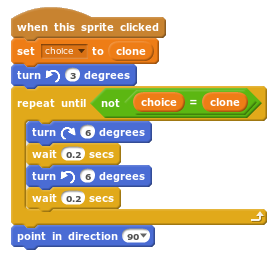 when this sprite clicked
set choice to clone
turn 3 degrees
repeat until not choice = clone
turn 6 degrees
wait 0.2 secs
turn 6 degrees
wait 0.2 secs
point in direction 90